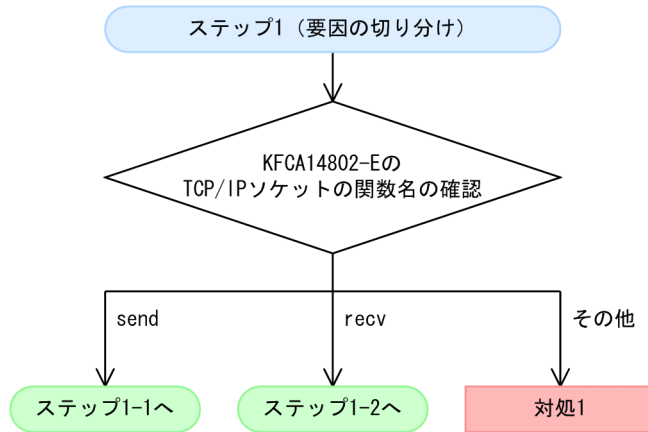 ステップ1（要因の切り分け）
KFCA14802-Eの
TCP/IPソケットの関数名の確認
send
recv
その他
ステップ1-1へ
ステップ1-2へ
対処1